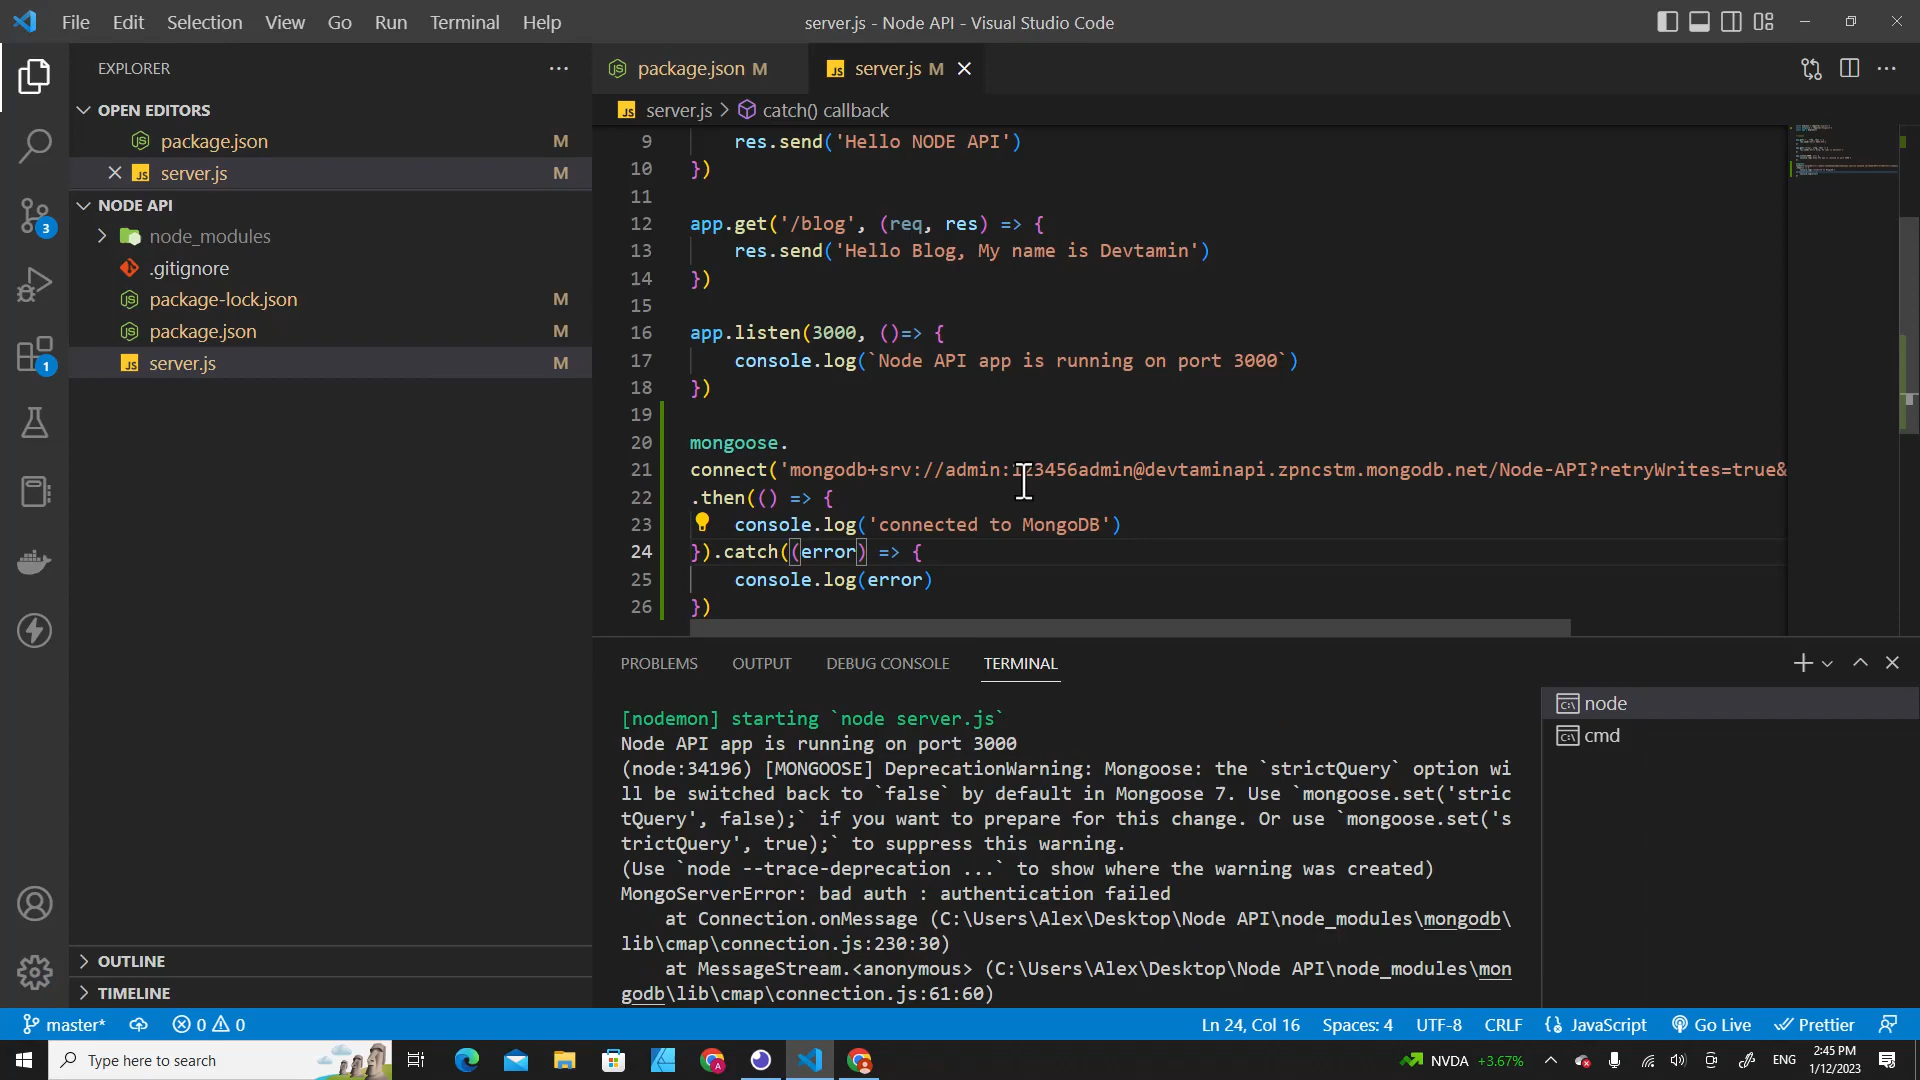 File Edit Selection View Go Run Terminal Help
server.js - Node API - Visual Studio Code
EXPLORER
OPEN EDITORS
package.json M
server.js M
NODE API
node_modules
.gitignore
package-lock.json M
package.json M
server.js M
OUTLINE
TIMELINE
3
1
package.json M
server.js M
server.js > catch() callback
9 res.send('Hello NODE API')
10 })
11
12 app.get('/blog', (req, res) => {
13 res.send('Hello Blog, My name is Devtamin')
14 })
15
16 app.listen(3000, ()=> {
17 console.log(`Node API app is running on port 3000`)
18 })
19
20 mongoose.
21 connect('mongodb+srv://admin:123456admin@devtaminapi.zpncstm.mongodb.net/Node-API?retryWrites=true&
22 .then(() => {
23 console.log('connected to MongoDB')
24 }).catch((error) => {
25 console.log(error)
26 })
PROBLEMS OUTPUT DEBUG CONSOLE TERMINAL
[nodemon] starting `node server.js`
Node API app is running on port 3000
(node:34196) [MONGOOSE] DeprecationWarning: Mongoose: the `strictQuery` option wi
ll be switched back to `false` by default in Mongoose 7. Use `mongoose.set('stric
tQuery', false);` if you want to prepare for this change. Or use `mongoose.set('s
trictQuery', true);` to suppress this warning.
(Use `node --trace-deprecation ...` to show where the warning was created)
MongoServerError: bad auth : authentication failed
at Connection.onMessage (C:\Users\Alex\Desktop\Node API\node_modules\mongodb\
lib\cmap\connection.js:230:30)
at MessageStream.<anonymous> (C:\Users\Alex\Desktop\Node API\node_modules\mon
godb\lib\cmap\connection.js:61:60)
node
cmd
master* 0 0 Ln 24, Col 16 Spaces: 4 UTF-8 CRLF JavaScript Go Live Prettier
Type here to search NVDA +3.67% ENG 2:45 PM
1/12/2023